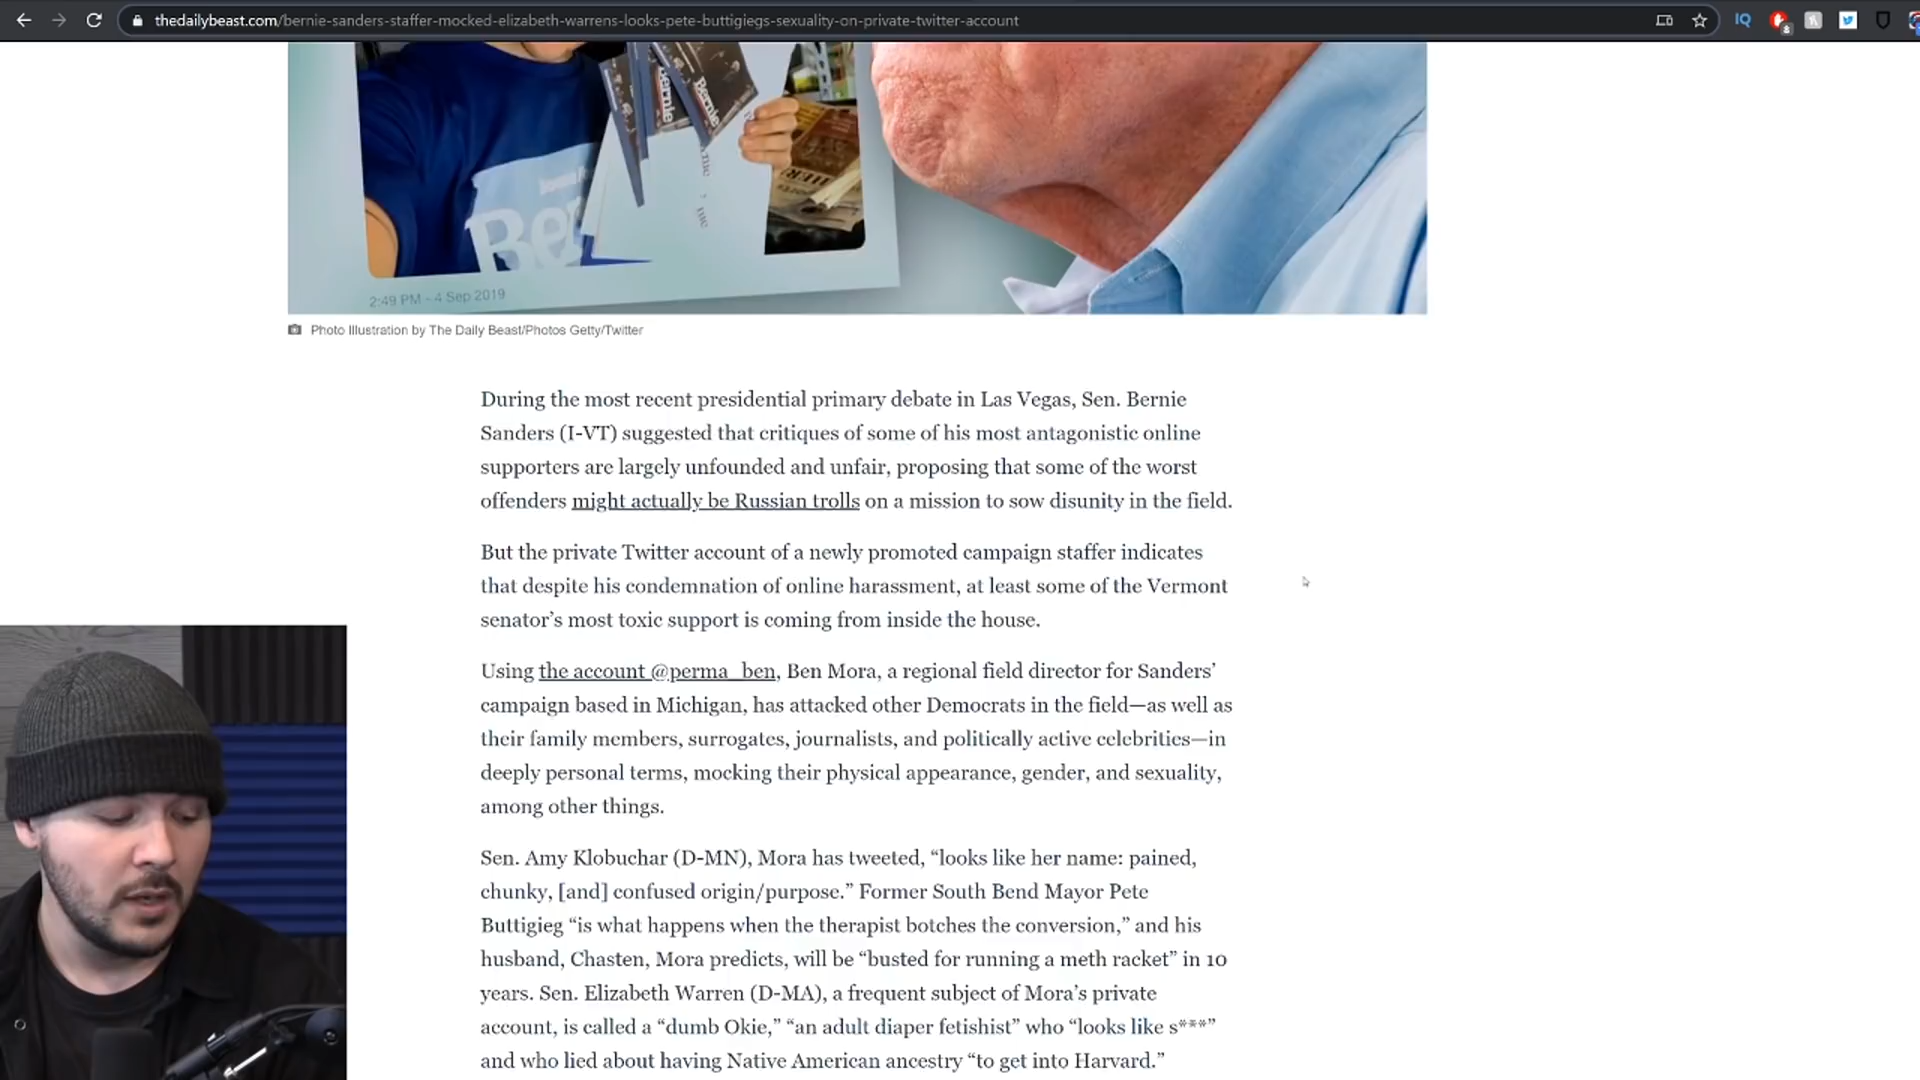 thedailybeast.com/bernie-sanders-staffer-mocked-elizabeth-warrens-looks-pete-buttigiegs-sexuality-on-private-twitter-account
IQ
8
Bernie
Bernie
Ber
me
me
HER
2:49 PM - 4 Sep 2019
Photo Illustration by The Daily Beast/Photos Getty/Twitter
During the most recent presidential primary debate in Las Vegas, Sen. Bernie
Sanders (I-VT) suggested that critiques of some of his most antagonistic online
supporters are largely unfounded and unfair, proposing that some of the worst
offenders might actually be Russian trolls on a mission to sow disunity in the field.
But the private Twitter account of a newly promoted campaign staffer indicates
that despite his condemnation of online harassment, at least some of the Vermont
senator’s most toxic support is coming from inside the house.
Using the account @perma_ben, Ben Mora, a regional field director for Sanders’
campaign based in Michigan, has attacked other Democrats in the field—as well as
their family members, surrogates, journalists, and politically active celebrities—in
deeply personal terms, mocking their physical appearance, gender, and sexuality,
among other things.
Sen. Amy Klobuchar (D-MN), Mora has tweeted, “looks like her name: pained,
chunky, [and] confused origin/purpose.” Former South Bend Mayor Pete
Buttigieg “is what happens when the therapist botches the conversion,” and his
husband, Chasten, Mora predicts, will be “busted for running a meth racket” in 10
years. Sen. Elizabeth Warren (D-MA), a frequent subject of Mora’s private
account, is called a “dumb Okie,” “an adult diaper fetishist” who “looks like s***”
and who lied about having Native American ancestry “to get into Harvard.”